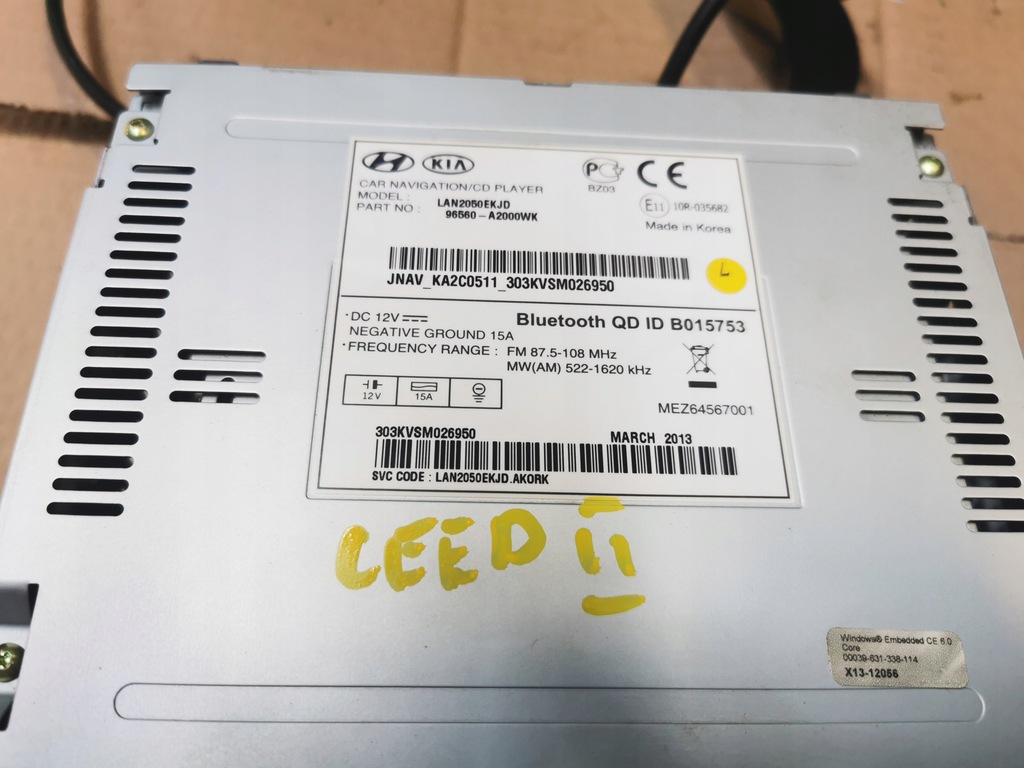 H KIA
CAR NAVIGATION/CD PLAYER
MODEL : LAN2050EKJD
PART NO : 96560-A2000WK
PCT CE
BZ03
E11 10R-035682
Made in Korea
JNAV_KA2C0511_303KVSM026950
L
·DC 12V
NEGATIVE GROUND 15A
·FREQUENCY RANGE : FM 87.5-108 MHz
MW(AM) 522-1620 kHz
Bluetooth QD ID B015753
12V 15A
MEZ64567001
303KVSM026950 MARCH 2013
SVC CODE : LAN2050EKJD.AKORK
CEED II
Windows® Embedded CE 6.0
Core
00039-631-338-114
X13-12056